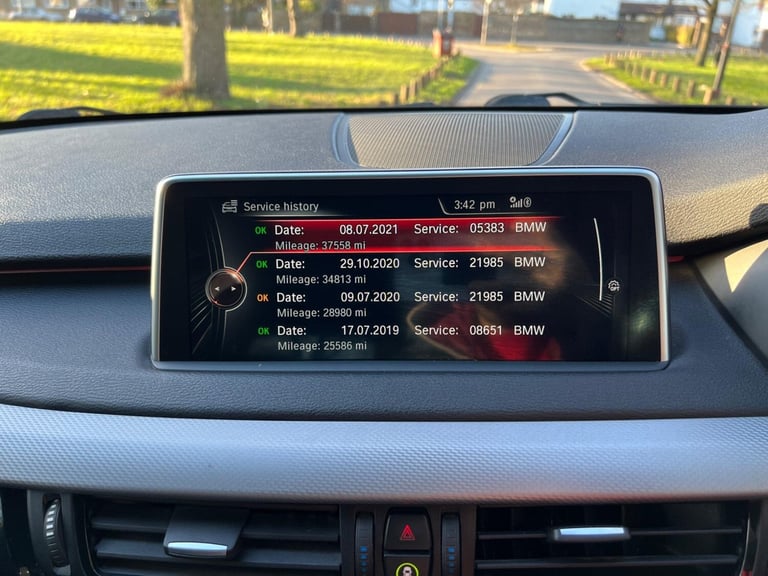 Service history 3:42 pm
OK Date: 08.07.2021 Service: 05383 BMW
Mileage: 37558 mi
OK Date: 29.10.2020 Service: 21985 BMW
Mileage: 34813 mi
OK Date: 09.07.2020 Service: 21985 BMW
Mileage: 28980 mi
OK Date: 17.07.2019 Service: 08651 BMW
Mileage: 25586 mi